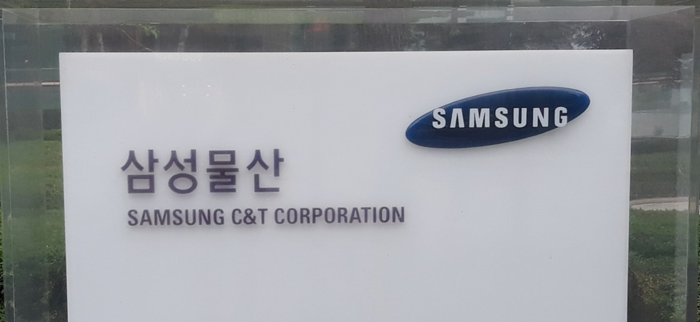 SAMSUNG
삼성물산
SAMSUNG C&T CORPORATION